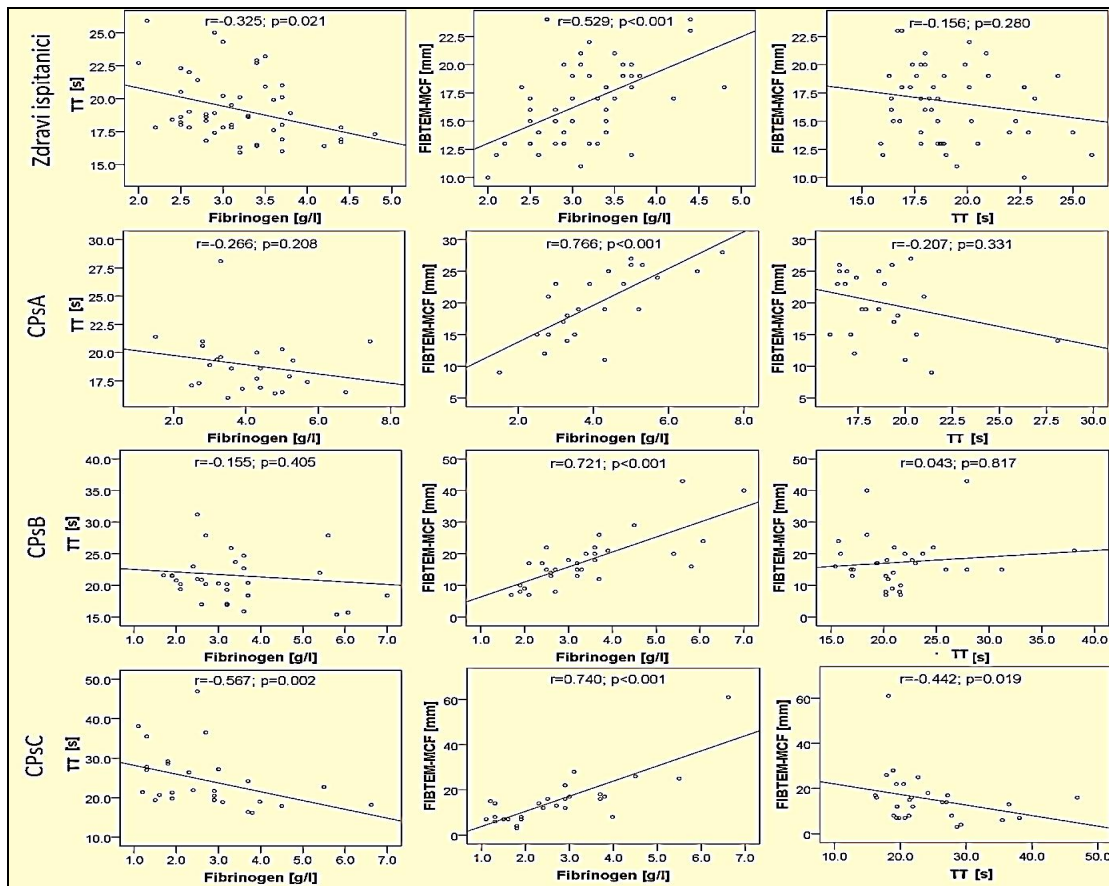 Zdravi ispitanici
r=-0.325; p=0.021
TT [s]
25.0
22.5
20.0
17.5
15.0
2.0 2.5 3.0 3.5 4.0 4.5 5.0
Fibrinogen [g/l]
r=0.529; p<0.001
FIBTEM-MCF [mm]
25.0
22.5
20.0
17.5
15.0
12.5
10.0
2.0 2.5 3.0 3.5 4.0 4.5 5.0
Fibrinogen [g/l]
r=-0.156; p=0.280
FIBTEM-MCF [mm]
25.0
22.5
20.0
17.5
15.0
12.5
10.0
15.0 17.5 20.0 22.5 25.0
TT [s]
CPsA
r=-0.266; p=0.208
TT [s]
30.0
27.5
25.0
22.5
20.0
17.5
2.0 4.0 6.0 8.0
Fibrinogen [g/l]
r=0.766; p<0.001
FIBTEM-MCF [mm]
30
25
20
15
10
5
2.0 4.0 6.0 8.0
Fibrinogen [g/l]
r=-0.207; p=0.331
FIBTEM-MCF [mm]
30
25
20
15
10
5
17.5 20.0 22.5 25.0 27.5 30.0
TT [s]
CPsB
r=-0.155; p=0.405
TT [s]
40.0
35.0
30.0
25.0
20.0
15.0
1.0 2.0 3.0 4.0 5.0 6.0 7.0
Fibrinogen [g/l]
r=0.721; p<0.001
FIBTEM-MCF [mm]
50
40
30
20
10
0
1.0 2.0 3.0 4.0 5.0 6.0 7.0
Fibrinogen [g/l]
r=0.043; p=0.817
FIBTEM-MCF [mm]
50
40
30
20
10
0
15.0 20.0 25.0 30.0 35.0 40.0
TT [s]
CPsC
r=-0.567; p=0.002
TT [s]
50.0
40.0
30.0
20.0
10.0
1.0 2.0 3.0 4.0 5.0 6.0 7.0
Fibrinogen [g/l]
r=0.740; p<0.001
FIBTEM-MCF [mm]
60
40
20
0
1.0 2.0 3.0 4.0 5.0 6.0 7.0
Fibrinogen [g/l]
r=-0.442; p=0.019
FIBTEM-MCF [mm]
60
40
20
0
10.0 20.0 30.0 40.0 50.0
TT [s]